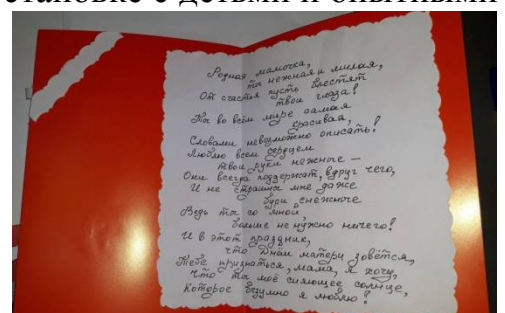 становке с детьми и опытными
Родная мамочка,
ты нежная и милая,
От счастья пусть блестят
твои глаза!
Ты во всём мире самая
красивая,
Словами невозможно описать!
Люблю всем сердцем
твои руки нежные –
Они всегда поддержат, вдруг чего,
И не страшны мне даже
бури снежные
Ведь ты со мной,
больше не нужно ничего!
И в этот праздник,
что Днём матери зовётся,
Тебе признаться, мама, я хочу,
Что ты моё сияющее солнце,
Которое безумно я люблю!